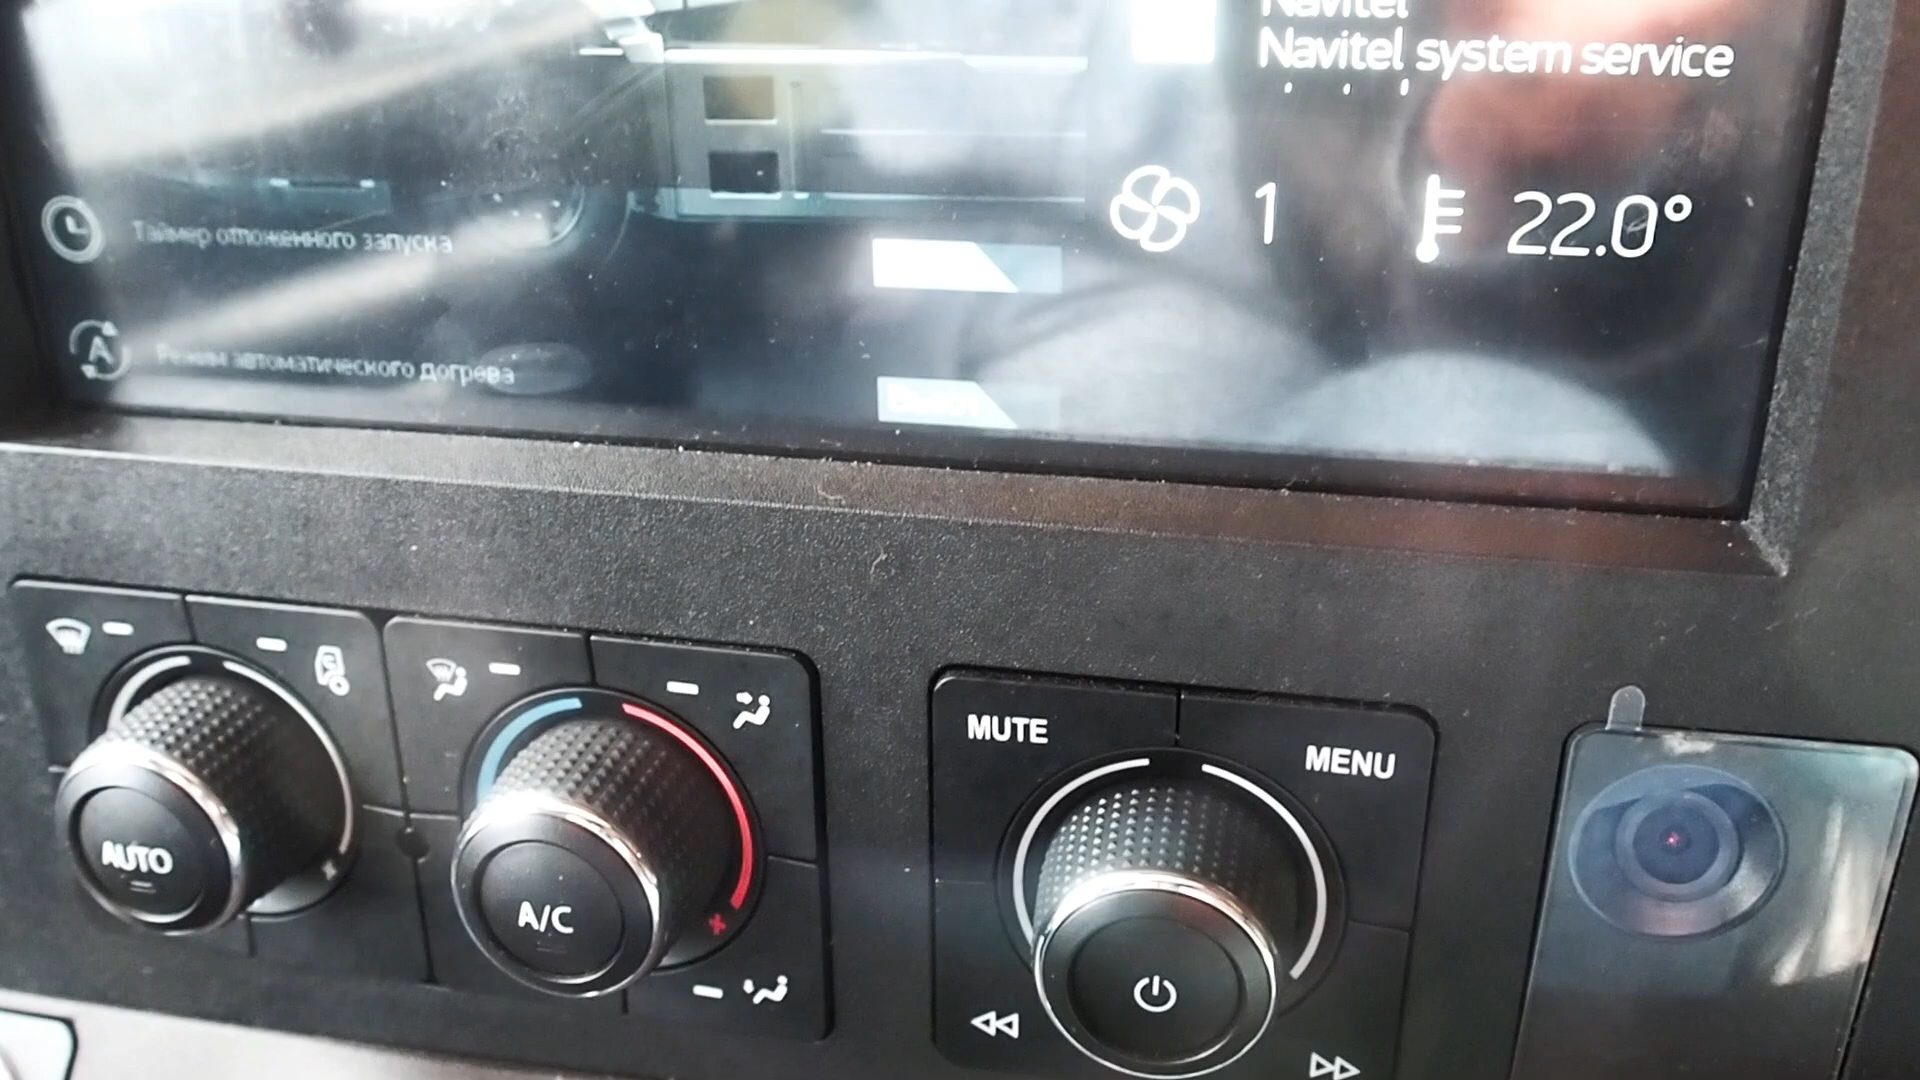 Navitel
Navitel system service
1
22.0°
Таймер отложенного запуска
A
Режим автоматического догрева
MUTE
MENU
AUTO
A/C